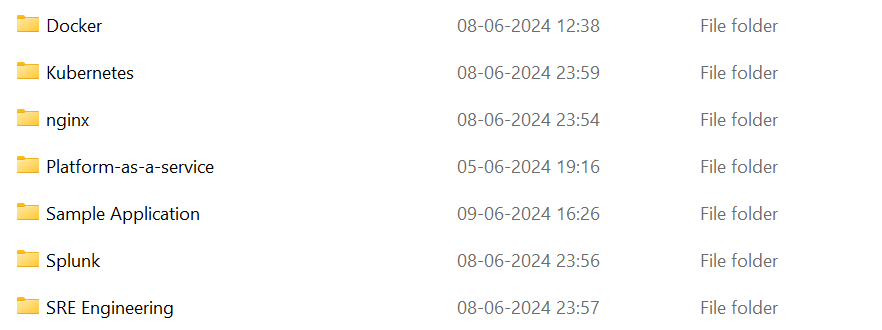 Docker 08-06-2024 12:38 File folder
Kubernetes 08-06-2024 23:59 File folder
nginx 08-06-2024 23:54 File folder
Platform-as-a-service 05-06-2024 19:16 File folder
Sample Application 09-06-2024 16:26 File folder
Splunk 08-06-2024 23:56 File folder
SRE Engineering 08-06-2024 23:57 File folder